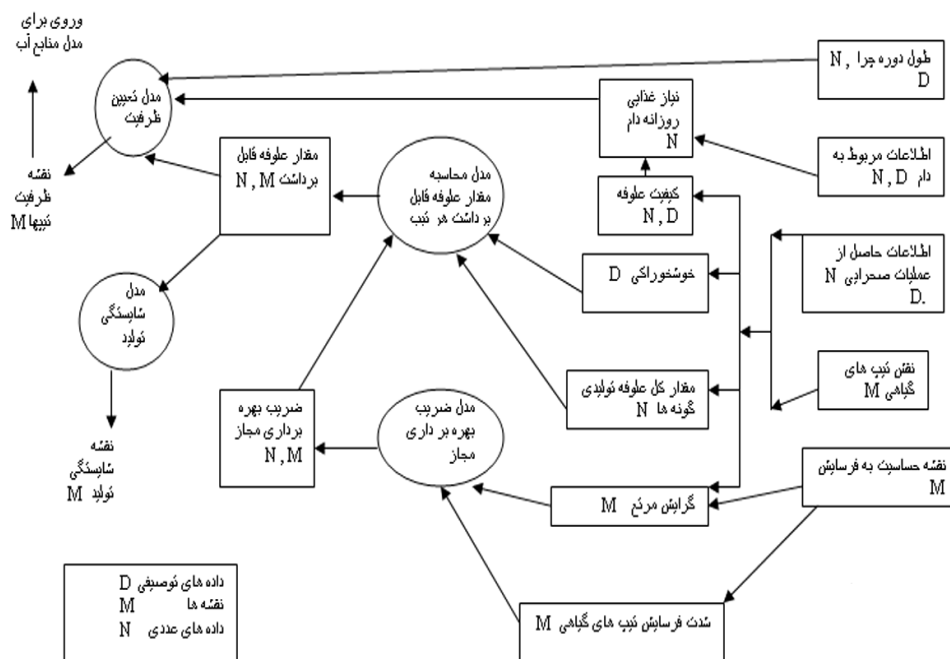 وروی برای
مدل منابع آب
مدل تعیین
ظرفیت
نقشه
ظرفیت
تیپها M
طول دوره چرا N ,
D
نیاز غذایی
روزانه دام
N
اطلاعات مربوط به
دام N, D
مقدار علوفه قابل
برداشت N, M
مدل محاسبه
مقدار علوفه قابل
برداشت هر تیپ
کیفیت علوفه
N, D
خوشخوراکی D
اطلاعات حاصل از
عملیات صحرایی N
D.
مدل
شایستگی
تولید
نقشه
شایستگی
تولید M
ضریب بهره
برداری مجاز
N, M
مدل ضریب
بهره برداری
مجاز
مقدار کل علوفه تولیدی
گونه ها N
نقش تیپ های
گیاهی M
نقشه حساسیت به فرسایش
M
گرایش مرتع M
شدت فرسایش تیپ های گیاهی M
داده های توصیفی D
نقشه ها M
داده های عددی N